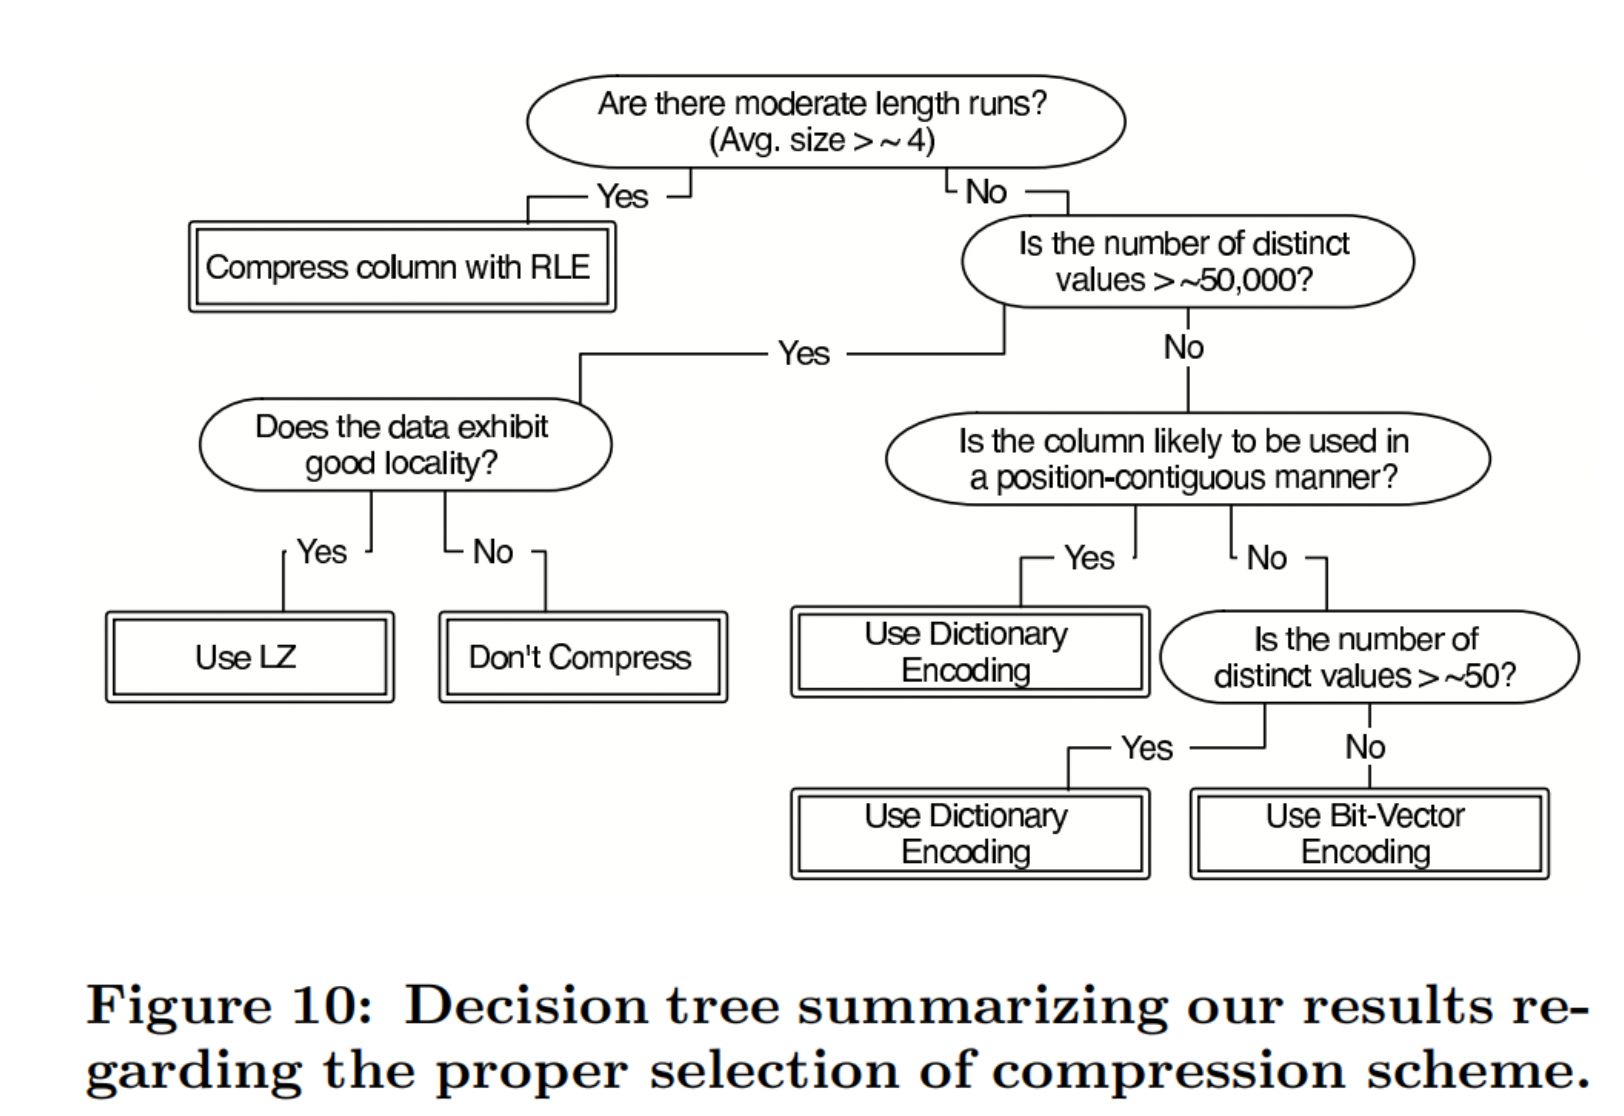 Are there moderate length runs?
(Avg. size > ~ 4)
Yes
No
Compress column with RLE
Is the number of distinct
values > ~50,000?
Yes
No
Does the data exhibit
good locality?
Is the column likely to be used in
a position-contiguous manner?
Yes
No
Yes
No
Use LZ
Don't Compress
Use Dictionary
Encoding
Is the number of
distinct values > ~50?
Yes
No
Use Dictionary
Encoding
Use Bit-Vector
Encoding
Figure 10: Decision tree summarizing our results re-
garding the proper selection of compression scheme.